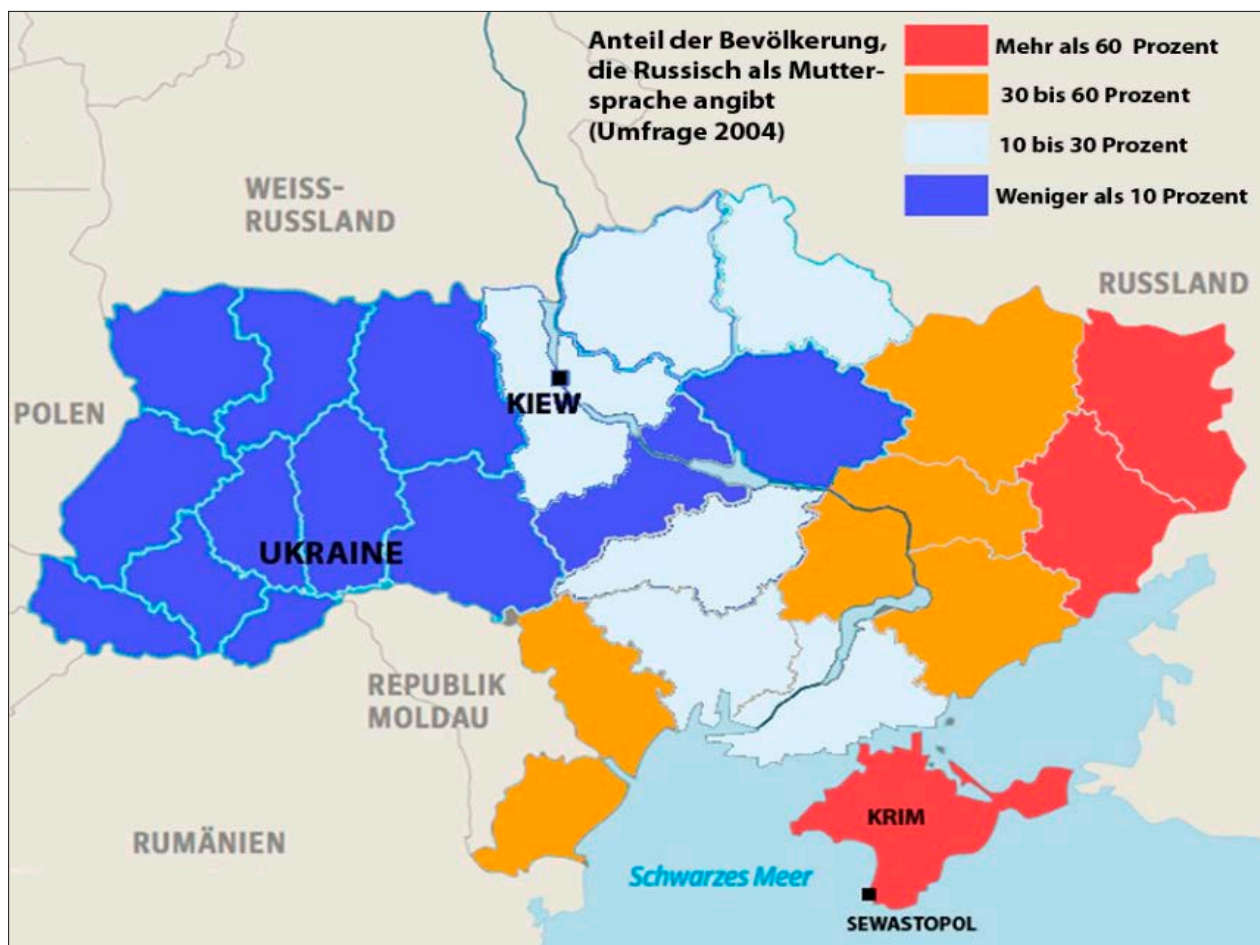 Anteil der Bevölkerung,
die Russisch als Mutter-
sprache angibt
(Umfrage 2004)
Mehr als 60 Prozent
30 bis 60 Prozent
10 bis 30 Prozent
Weniger als 10 Prozent
WEISS-
RUSSLAND
RUSSLAND
POLEN
KIEW
UKRAINE
REPUBLIK
MOLDAU
RUMÄNIEN
KRIM
Schwarzes Meer
SEWASTOPOL